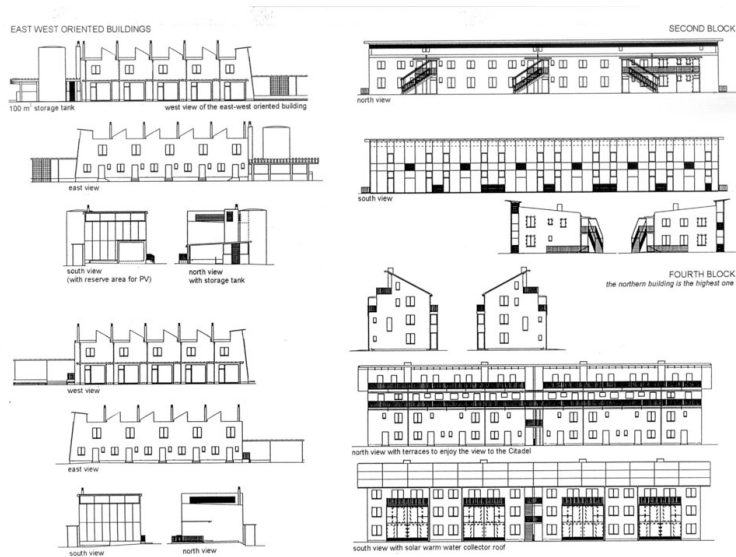 EAST WEST ORIENTED BUILDINGS
100 m³ storage tank
west view of the east-west oriented building
east view
south view
(with reserve area for PV)
north view
with storage tank
west view
east view
south view
north view
SECOND BLOCK
north view
south view
FOURTH BLOCK
the northern building is the highest one
north view with terraces to enjoy the view to the Citadel
south view with solar warm water collector roof